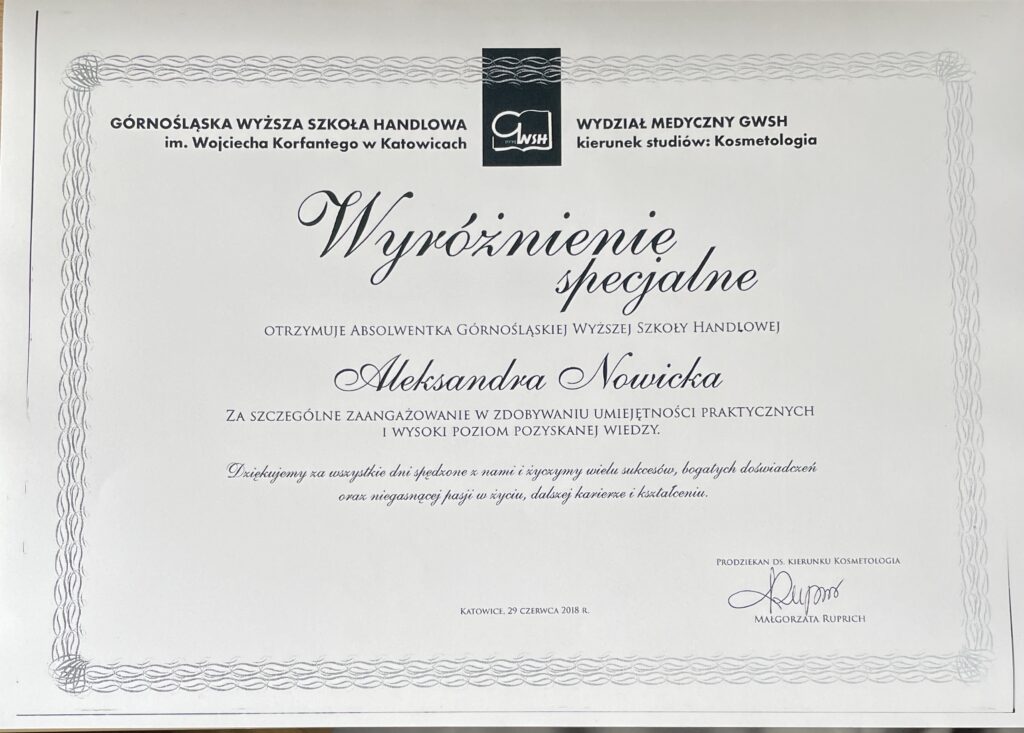 GÓRNOŚLĄSKA WYŻSZA SZKOŁA HANDLOWA
im. Wojciecha Korfantego w Katowicach
GWSH
WYDZIAŁ MEDYCZNY GWSH
kierunek studiów: Kosmetologia
Wyróżnienie
specjalne
OTRZYMUJE ABSOLWENTKA GÓRNOŚLĄSKIEJ WYŻSZEJ SZKOŁY HANDLOWEJ
Aleksandra Nowicka
ZA SZCZEGÓLNE ZAANGAŻOWANIE W ZDOBYWANIU UMIEJĘTNOŚCI PRAKTYCZNYCH
I WYSOKI POZIOM POZYSKANEJ WIEDZY.
Dziękujemy za wszystkie dni spędzone z nami i życzymy wielu sukcesów, bogatych doświadczeń
oraz niegasnącej pasji w życiu, dalszej karierze i kształceniu.
PRODZIEKAN DS. KIERUNKU KOSMETOLOGIA
MAŁGORZATA RUPRICH
KATOWICE, 29 CZERWCA 2018 R.